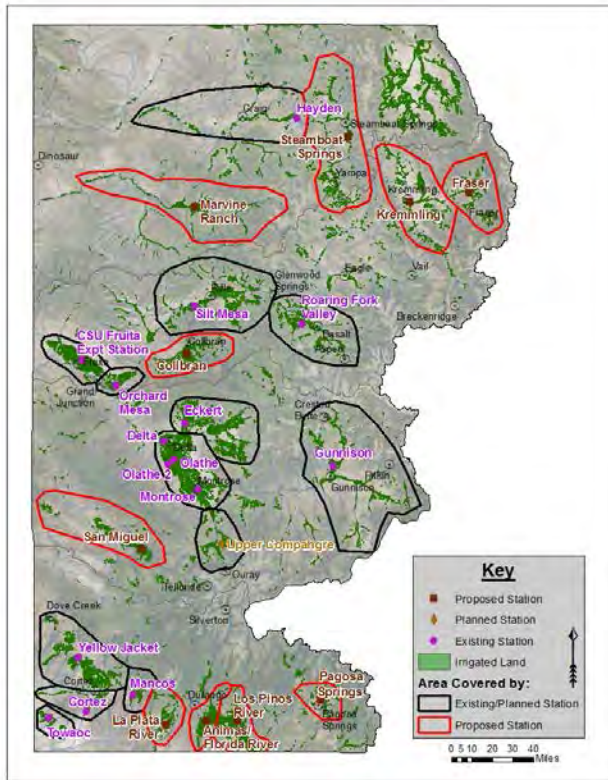 Hayden
Craig
Steamboat Springs
Steamboat
Springs
Yampa
Dinosaur
Marvine
Ranch
Kremmling
Kremmling
Fraser
Fraser
Glenwood
Springs
Eagle
Vail
Silt Mesa
Roaring Fork
Valley
Breckenridge
Basalt
Aspen
CSU Fruita
Expt Station
Collbran
Collbran
Grand
Junction
Orchard
Mesa
Eckert
Crested
Butte
Delta
Delta
Olathe
Olathe 2
Montrose
Montrose
Gunnison
Pitkin
Gunnison
San Miguel
Upper Compahgre
Ouray
Telluride
Silverton
Dove Creek
Yellow Jacket
Cortez
Mancos
Cortez
Towaoc
La Plata
River
Durango
Los Pinos
River
Animas/
Florida River
Pagosa
Springs
Pagosa
Springs
Key
Proposed Station
Planned Station
Existing Station
Irrigated Land
Area Covered by:
Existing/Planned Station
Proposed Station
0 5 10 20 30 40
Miles